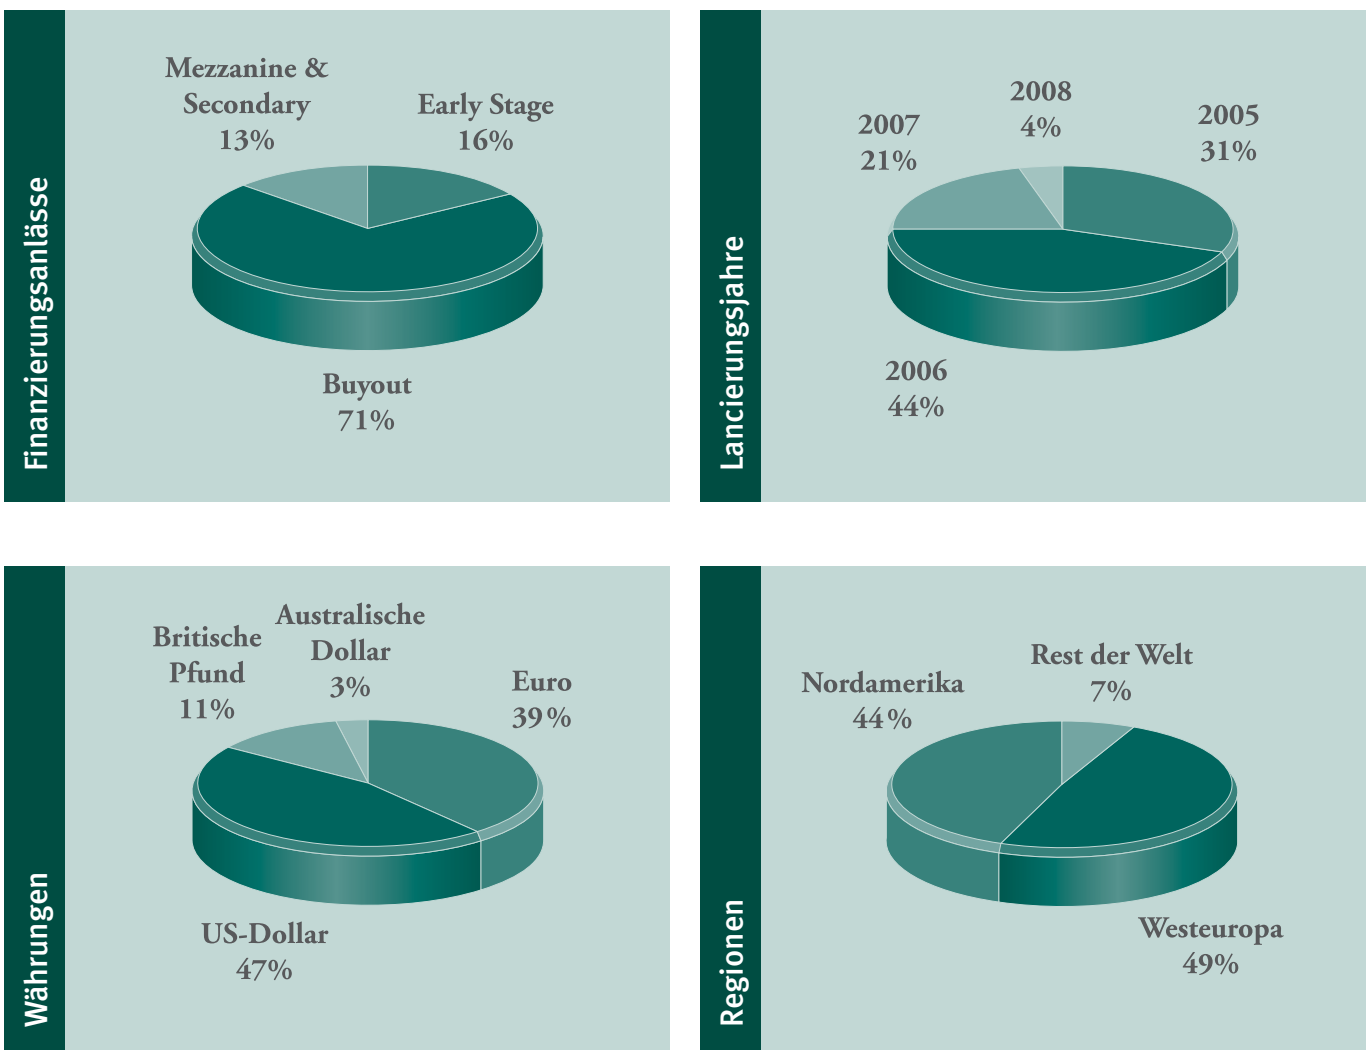 Finanzierungsanlässe
Mezzanine &
Secondary
13%
Early Stage
16%
Buyout
71%
Lancierungsjahre
2007
21%
2008
4%
2005
31%
2006
44%
Währungen
Britische
Pfund
11%
Australische
Dollar
3%
Euro
39%
US-Dollar
47%
Regionen
Nordamerika
44%
Rest der Welt
7%
Westeuropa
49%